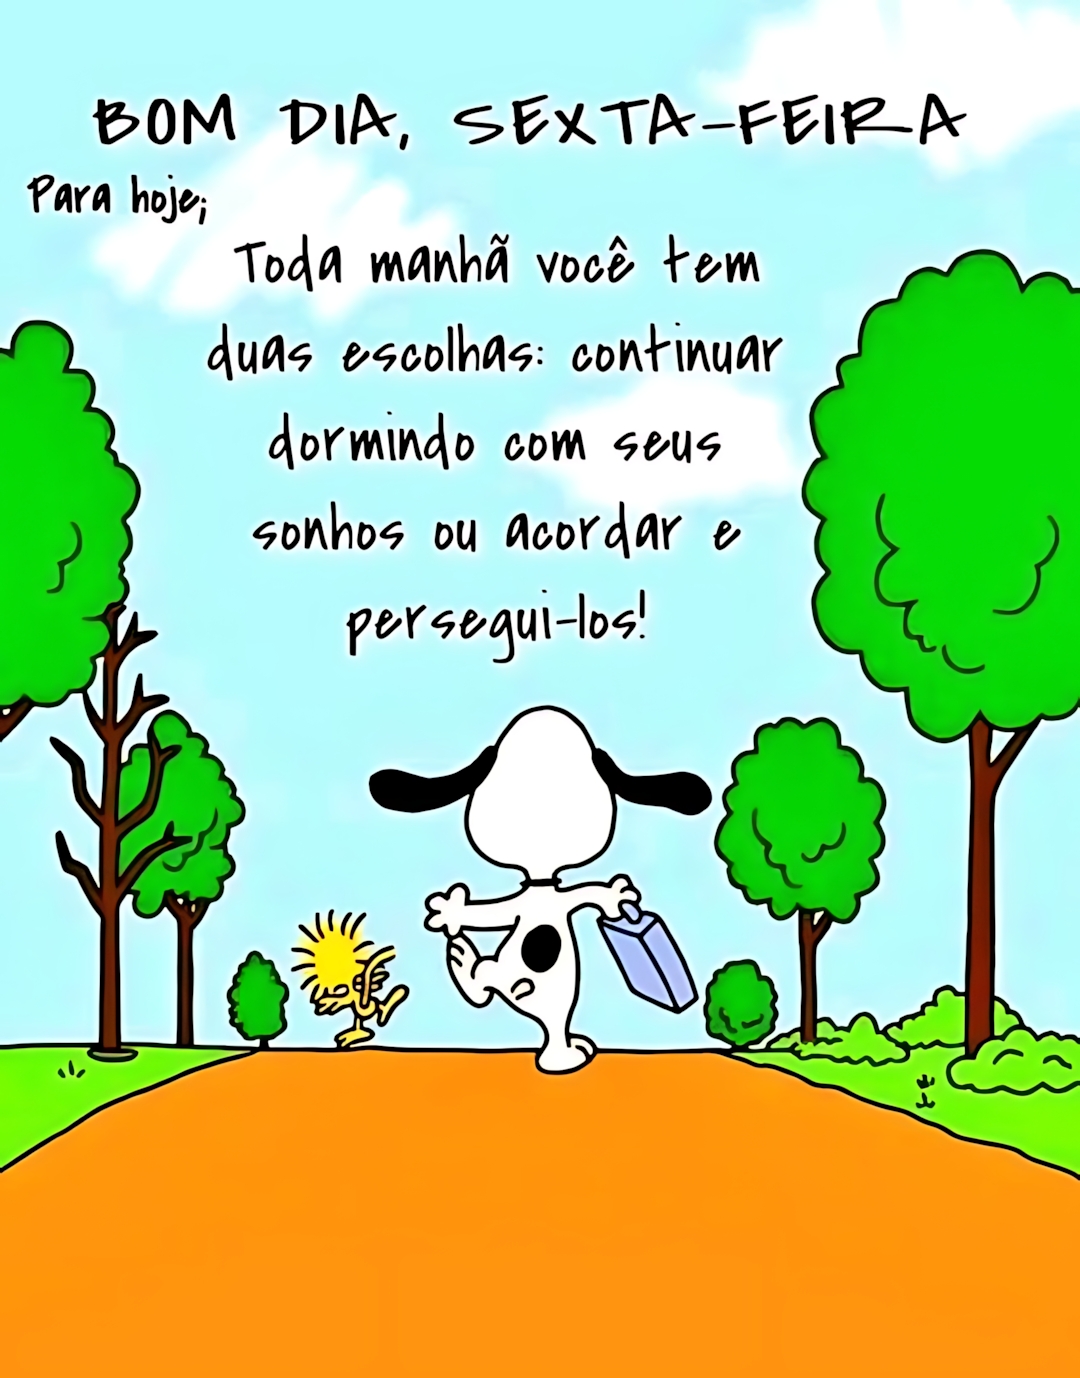 BOM DIA, SEXTA-FEIRA
Para hoje;
Toda manhã você tem
duas escolhas: continuar
dormindo com seus
sonhos ou acordar e
persegui-los!